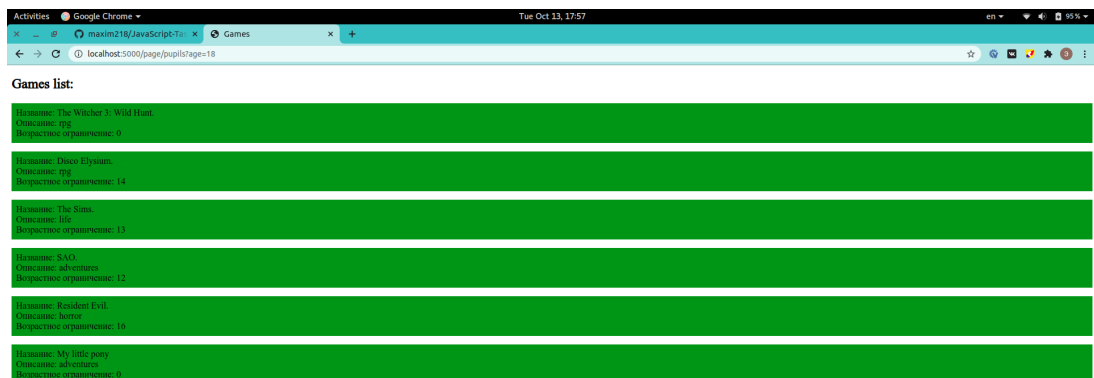 Activities Google Chrome Tue Oct 13, 17:57 en 95%
maxim218/JavaScript-Ta Games
localhost:5000/page/pupils?age=18
Games list:
Название: The Witcher 3: Wild Hunt.
Описание: rpg
Возрастное ограничение: 0
Название: Disco Elysium.
Описание: rpg
Возрастное ограничение: 14
Название: The Sims.
Описание: life
Возрастное ограничение: 13
Название: SAO.
Описание: adventures
Возрастное ограничение: 12
Название: Resident Evil.
Описание: horror
Возрастное ограничение: 16
Название: My little pony
Описание: adventures
Возрастное ограничение: 0